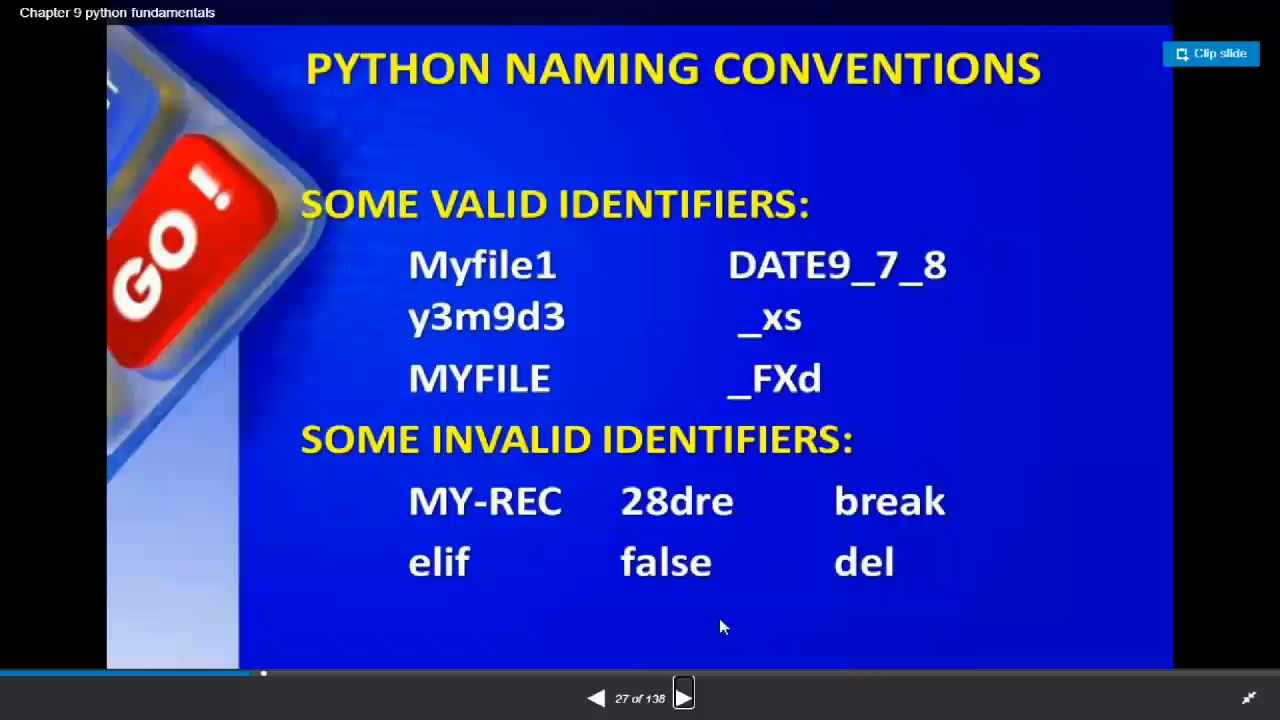 Chapter 9 python fundamentals
Clip slide
PYTHON NAMING CONVENTIONS
GO!
SOME VALID IDENTIFIERS:
Myfile1 DATE9_7_8
y3m9d3 _xs
MYFILE _FXd
SOME INVALID IDENTIFIERS:
MY-REC 28dre break
elif false del
27 of 138